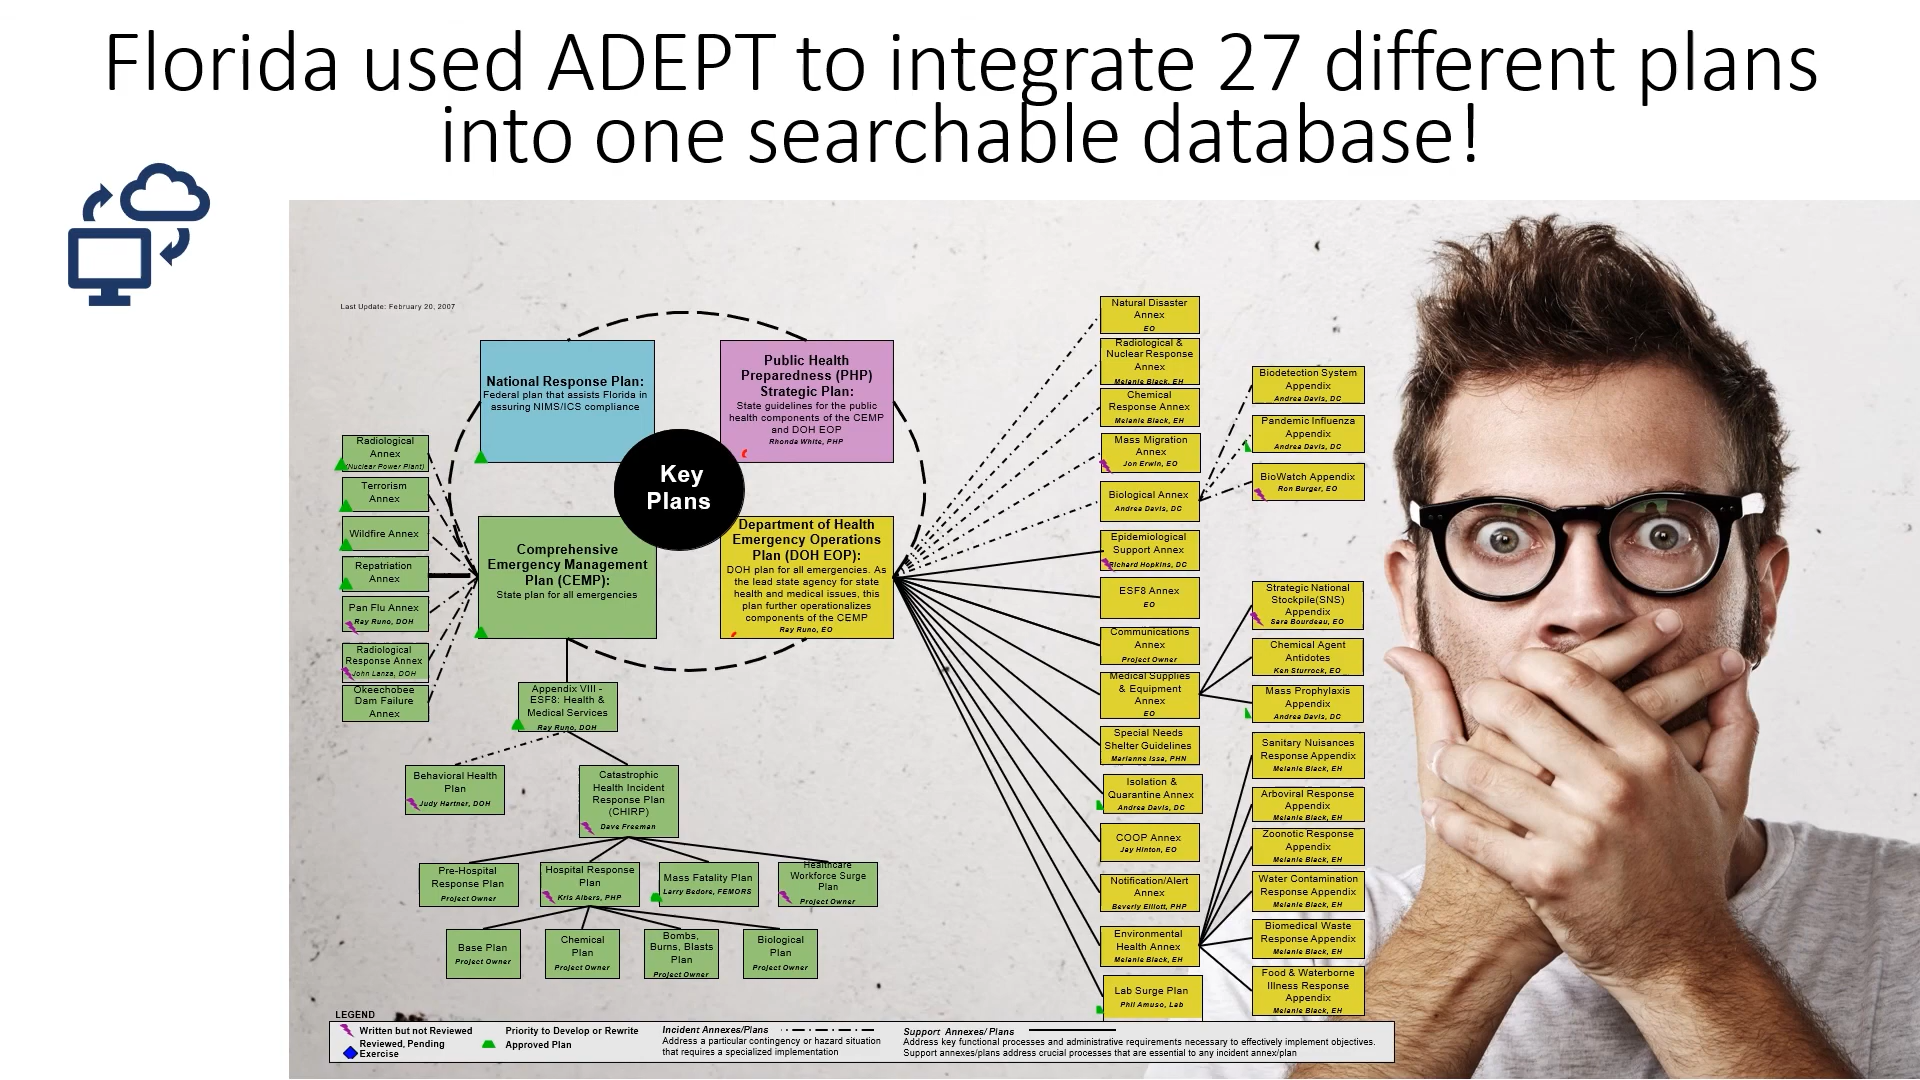 Florida used ADEPT to integrate 27 different plans
into one searchable database!
Last Update: February 20, 2007
National Response Plan:
Federal plan that assists Florida in
assuring NIMS/ICS compliance
Public Health
Preparedness (PHP)
Strategic Plan:
State guidelines for the public
health components of the CEMP
and DOH EOP
Rhonda White, PHP
Key
Plans
Comprehensive
Emergency Management
Plan (CEMP):
State plan for all emergencies
Department of Health
Emergency Operations
Plan (DOH EOP):
DOH plan for all emergencies. As
the lead state agency for state
health and medical issues, this
plan further operationalizes
components of the CEMP
Ray Runo, EO
Radiological
Annex
(Nuclear Power Plant)
Terrorism
Annex
Wildfire Annex
Repatriation
Annex
Pan Flu Annex
Ray Runo, DOH
Radiological
Response Annex
John Lanza, DOH
Okeechobee
Dam Failure
Annex
Appendix VIII -
ESF8: Health &
Medical Services
Ray Runo, DOH
Behavioral Health
Plan
Judy Hartner, DOH
Catastrophic
Health Incident
Response Plan
(CHIRP)
Dave Freeman
Pre-Hospital
Response Plan
Project Owner
Hospital Response
Plan
Kris Albers, PHP
Mass Fatality Plan
Larry Bedore, FEMORS
Healthcare
Workforce Surge
Plan
Project Owner
Base Plan
Project Owner
Chemical
Plan
Project Owner
Bombs,
Burns, Blasts
Plan
Project Owner
Biological
Plan
Project Owner
Natural Disaster
Annex
EO
Radiological &
Nuclear Response
Annex
Melanie Black, EH
Chemical
Response Annex
Melanie Black, EH
Mass Migration
Annex
Jon Erwin, EO
Biological Annex
Andrea Davis, DC
Epidemiological
Support Annex
Richard Hopkins, DC
ESF8 Annex
EO
Communications
Annex
Project Owner
Medical Supplies
& Equipment
Annex
EO
Special Needs
Shelter Guidelines
Marianne Issa, PHN
Isolation &
Quarantine Annex
Andrea Davis, DC
COOP Annex
Jay Hinton, EO
Notification/Alert
Annex
Beverly Elliott, PHP
Environmental
Health Annex
Melanie Black, EH
Lab Surge Plan
Phil Amuso, Lab
Biodetection System
Appendix
Andrea Davis, DC
Pandemic Influenza
Appendix
Andrea Davis, DC
BioWatch Appendix
Ron Burger, EO
Strategic National
Stockpile(SNS)
Appendix
Sara Bourdeau, EO
Chemical Agent
Antidotes
Ken Sturrock, EO
Mass Prophylaxis
Appendix
Andrea Davis, DC
Sanitary Nuisances
Response Appendix
Melanie Black, EH
Arboviral Response
Appendix
Melanie Black, EH
Zoonotic Response
Appendix
Melanie Black, EH
Water Contamination
Response Appendix
Melanie Black, EH
Biomedical Waste
Response Appendix
Melanie Black, EH
Food & Waterborne
Illness Response
Appendix
Melanie Black, EH
LEGEND
Written but not Reviewed
Reviewed, Pending
Exercise
Priority to Develop or Rewrite
Approved Plan
Incident Annexes/Plans
Address a particular contingency or hazard situation
that requires a specialized implementation
Support Annexes/Plans
Address key functional processes and administrative requirements necessary to effectively implement objectives.
Support annexes/plans address crucial processes that are essential to any incident annex/plan